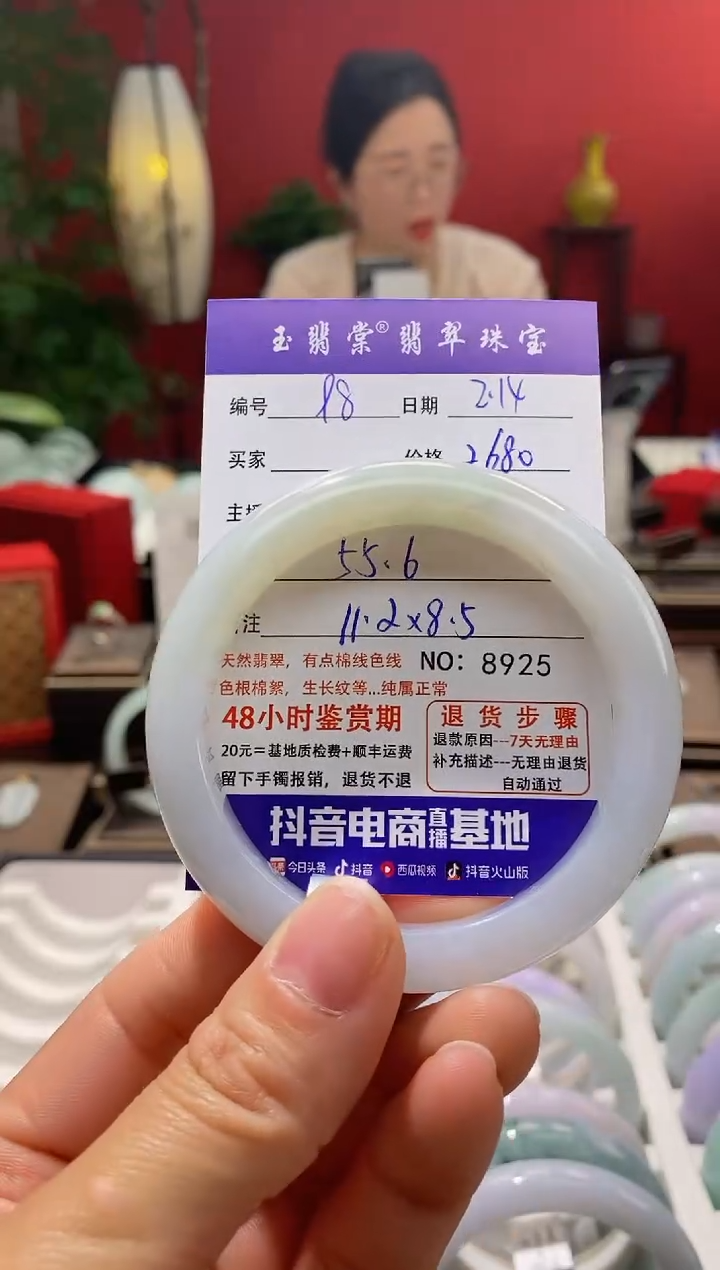 玉翡棠®翡翠珠宝
编号 18 日期 2.14
买家 价格 2680
主播
55.6
注 11.2x8.5
天然翡翠，有点棉线色线 NO：8925
色根棉絮，生长纹等...纯属正常
48小时鉴赏期 退货步骤
20元＝基地质检费+顺丰运费 退款原因---7天无理由
留下手镯报销，退货不退 补充描述---无理由退货
自动通过
抖音电商直播基地
头条 今日头条 抖音 西瓜视频 抖音火山版